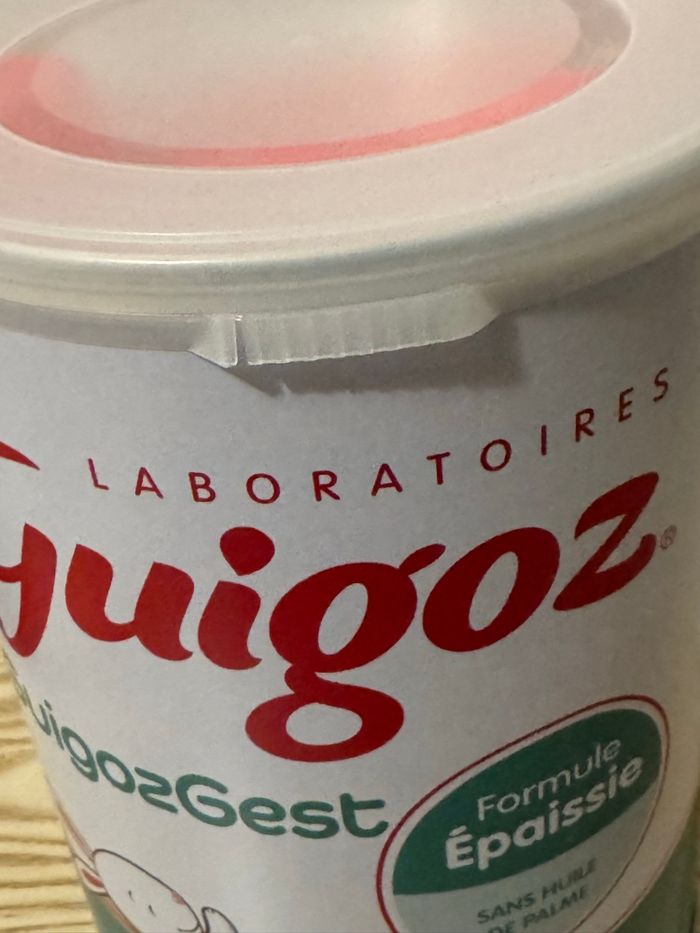 LABORATOIRES
Guigoz®
GuigozGest
Formule
Épaissie
SANS HUILE
DE PALME